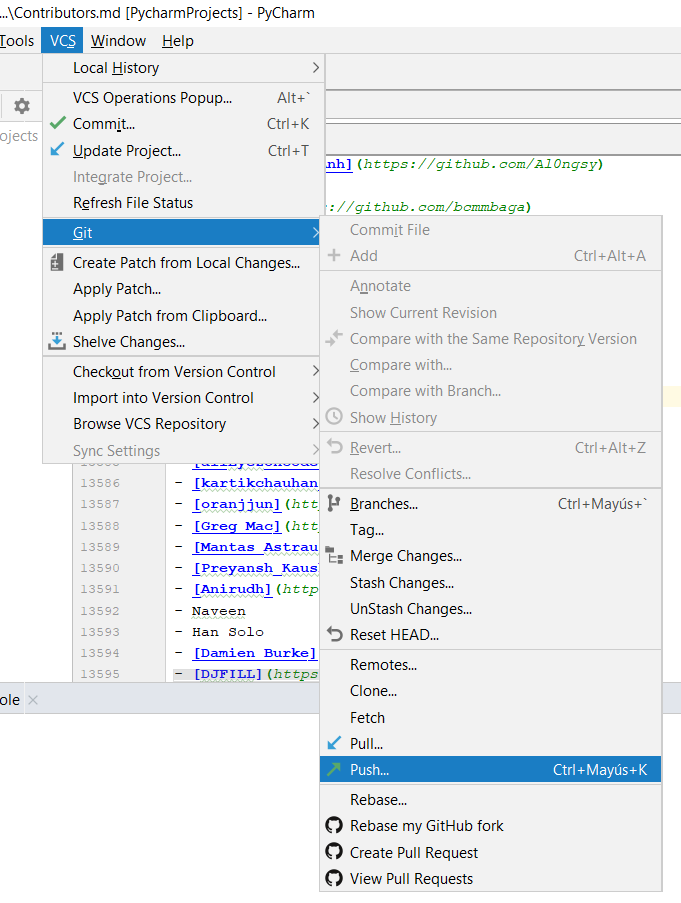 ...\Contributors.md [PycharmProjects] - PyCharm
Tools VCS Window Help
Local History
VCS Operations Popup... Alt+`
ojects
Commit... Ctrl+K
Update Project... Ctrl+T
nh](https://github.com/Al0ngsy)
Integrate Project...
Refresh File Status
s://github.com/bcmmbaga)
Git
Commit File
Add Ctrl+Alt+A
Create Patch from Local Changes...
Annotate
Apply Patch...
Show Current Revision
Apply Patch from Clipboard...
Compare with the Same Repository Version
Shelve Changes...
Compare with...
Checkout from Version Control
Compare with Branch...
Import into Version Control
Show History
Browse VCS Repository
Revert... Ctrl+Alt+Z
Sync Settings
Resolve Conflicts...
13586 - [kartikchauhan
13587 - [oranjjun](htt
Branches... Ctrl+Mayús+`
13588 - [Greg Mac](htt
Tag...
13589 - [Mantas Astrau
Merge Changes...
13590 - [Preyansh Kaus
Stash Changes...
13591 - [Anirudh](http
UnStash Changes...
13592 - Naveen
Reset HEAD...
13593 - Han Solo
13594 - [Damien Burke]
Remotes...
13595 - [DJFILL](https
Clone...
ole
Fetch
Pull...
Push... Ctrl+Mayús+K
Rebase...
Rebase my GitHub fork
Create Pull Request
View Pull Requests